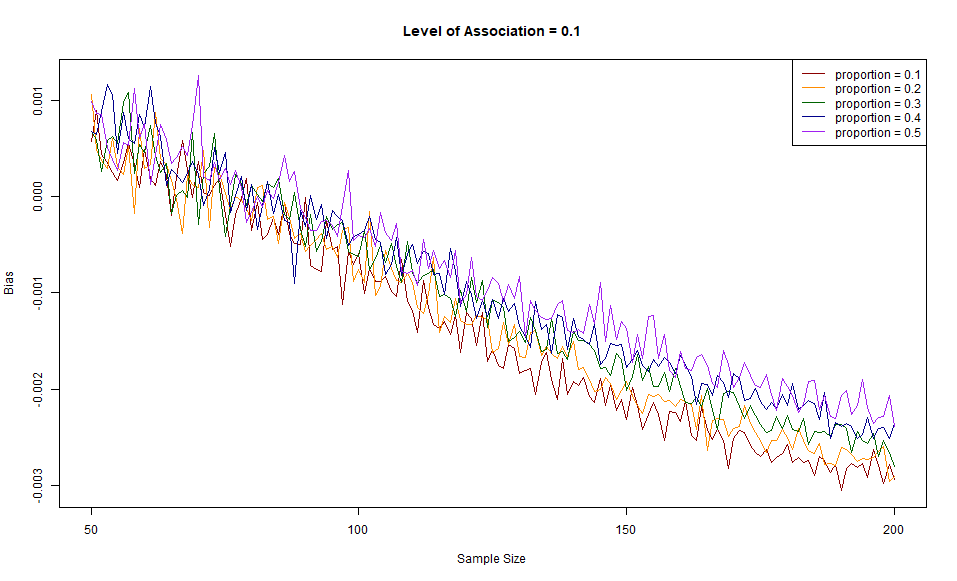 Level of Association = 0.1
proportion = 0.1
proportion = 0.2
proportion = 0.3
proportion = 0.4
proportion = 0.5
0.001
0.000
-0.001
-0.002
-0.003
Bias
50 100 150 200
Sample Size